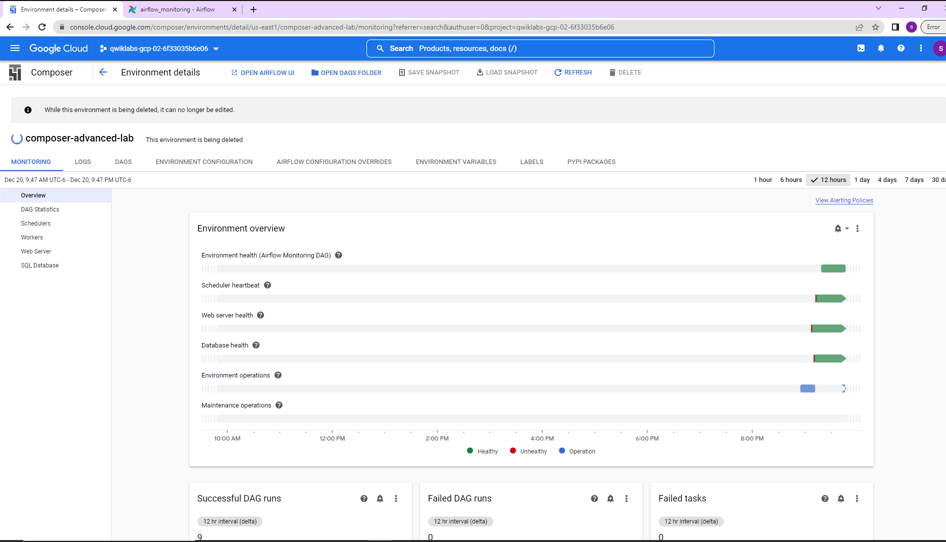 Environment details – Compose
airflow_monitoring - Airflow
console.cloud.google.com/composer/environments/detail/us-east1/composer-advanced-lab/monitoring?referrer=search&authuser=0&project=qwiklabs-gcp-02-6f33035b6e06
S
Error
Google Cloud
qwiklabs-gcp-02-6f33035b6e06
Search Products, resources, docs (/)
S
Composer
Environment details
OPEN AIRFLOW UI
OPEN DAGS FOLDER
SAVE SNAPSHOT
LOAD SNAPSHOT
REFRESH
DELETE
While this environment is being deleted, it can no longer be edited.
composer-advanced-lab This environment is being deleted
MONITORING LOGS DAGS ENVIRONMENT CONFIGURATION AIRFLOW CONFIGURATION OVERRIDES ENVIRONMENT VARIABLES LABELS PYPI PACKAGES
Dec 20, 9:47 AM UTC-6 - Dec 20, 9:47 PM UTC-6
1 hour 6 hours 12 hours 1 day 4 days 7 days 30 da
Overview
DAG Statistics
Schedulers
Workers
Web Server
SQL Database
View Alerting Policies
Environment overview
Environment health (Airflow Monitoring DAG)
Scheduler heartbeat
Web server health
Database health
Environment operations
Maintenance operations
10:00 AM 12:00 PM 2:00 PM 4:00 PM 6:00 PM 8:00 PM
Healthy Unhealthy Operation
Successful DAG runs
12 hr interval (delta)
9
Failed DAG runs
12 hr interval (delta)
0
Failed tasks
12 hr interval (delta)
0